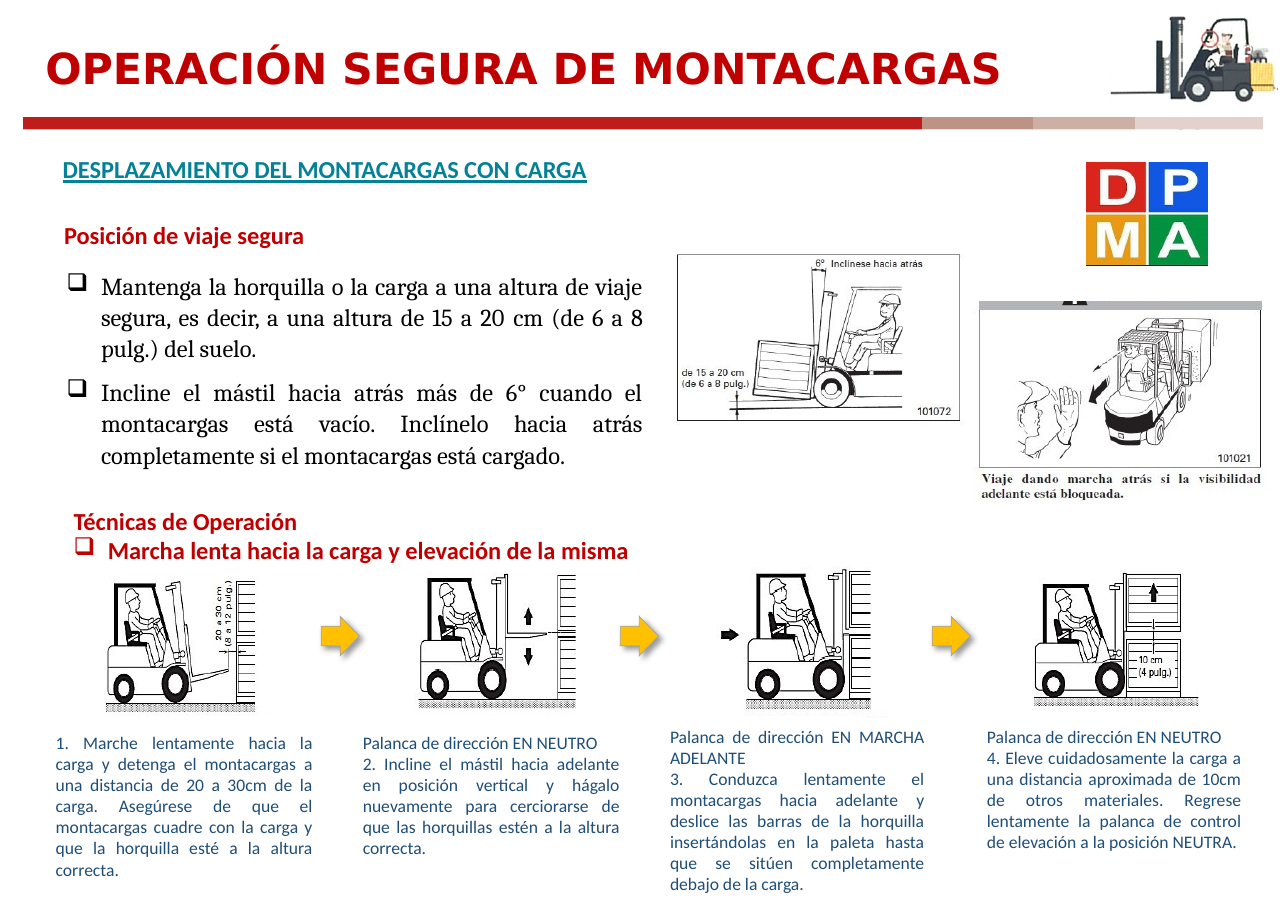 OPERACIÓN SEGURA DE MONTACARGAS
DESPLAZAMIENTO DEL MONTACARGAS CON CARGA
D P
M A
Posición de viaje segura
Mantenga la horquilla o la carga a una altura de viaje
segura, es decir, a una altura de 15 a 20 cm (de 6 a 8
pulg.) del suelo.
Incline el mástil hacia atrás más de 6º cuando el
montacargas está vacío. Inclínelo hacia atrás
completamente si el montacargas está cargado.
6º Inclinese hacia atrás
de 15 a 20 cm
(de 6 a 8 pulg.)
101072
101021
Viaje dando marcha atrás si la visibilidad
adelante está bloqueada.
Técnicas de Operación
Marcha lenta hacia la carga y elevación de la misma
20 a 30 cm
(8 a 12 pulg.)
10 cm
(4 pulg.)
1. Marche lentamente hacia la
carga y detenga el montacargas a
una distancia de 20 a 30cm de la
carga. Asegúrese de que el
montacargas cuadre con la carga y
que la horquilla esté a la altura
correcta.
Palanca de dirección EN NEUTRO
2. Incline el mástil hacia adelante
en posición vertical y hágalo
nuevamente para cerciorarse de
que las horquillas estén a la altura
correcta.
Palanca de dirección EN MARCHA
ADELANTE
3. Conduzca lentamente el
montacargas hacia adelante y
deslice las barras de la horquilla
insertándolas en la paleta hasta
que se sitúen completamente
debajo de la carga.
Palanca de dirección EN NEUTRO
4. Eleve cuidadosamente la carga a
una distancia aproximada de 10cm
de otros materiales. Regrese
lentamente la palanca de control
de elevación a la posición NEUTRA.